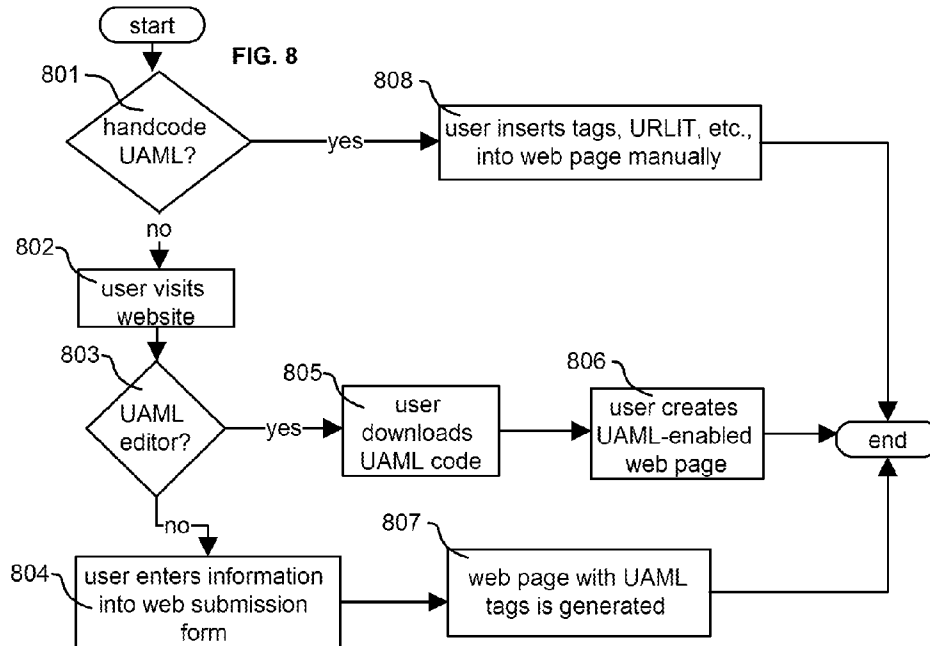 start
FIG. 8
801
handcode
UAML?
yes
808
user inserts tags, URLIT, etc.,
into web page manually
no
802
user visits
website
803
UAML
editor?
yes
805
user
downloads
UAML code
806
user creates
UAML-enabled
web page
end
no
804
user enters information
into web submission
form
807
web page with UAML
tags is generated